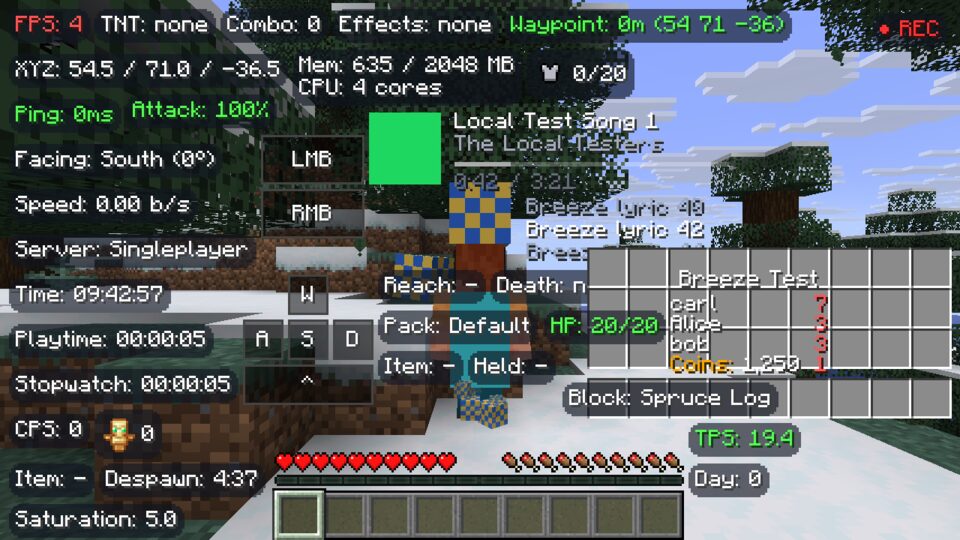 FPS: 4 TNT: none Combo: 0 Effects: none Waypoint: 0m (54 71 -36)
● REC
XYZ: 54.5 / 71.0 / -36.5
Mem: 635 / 2048 MB
CPU: 4 cores
0/20
Ping: 0ms
Attack: 100%
Local Test Song 1
The Local Testers
0:42 / 3:21
Facing: South (0°)
LMB
Speed: 0.00 b/s
RMB
Breeze lyric 40
Breeze lyric 42
Breeze
Server: Singleplayer
Time: 09:42:57
W
Reach: - Death: n
Breeze Test
carl 7
Alice 3
bob 3
Coins: 1,250 1
Playtime: 00:00:05
A S D
Pack: Default HP: 20/20
Stopwatch: 00:00:05
^
Item: - Held: -
Block: Spruce Log
CPS: 0
0
TPS: 19.4
Item: - Despawn: 4:37
Day: 0
Saturation: 5.0